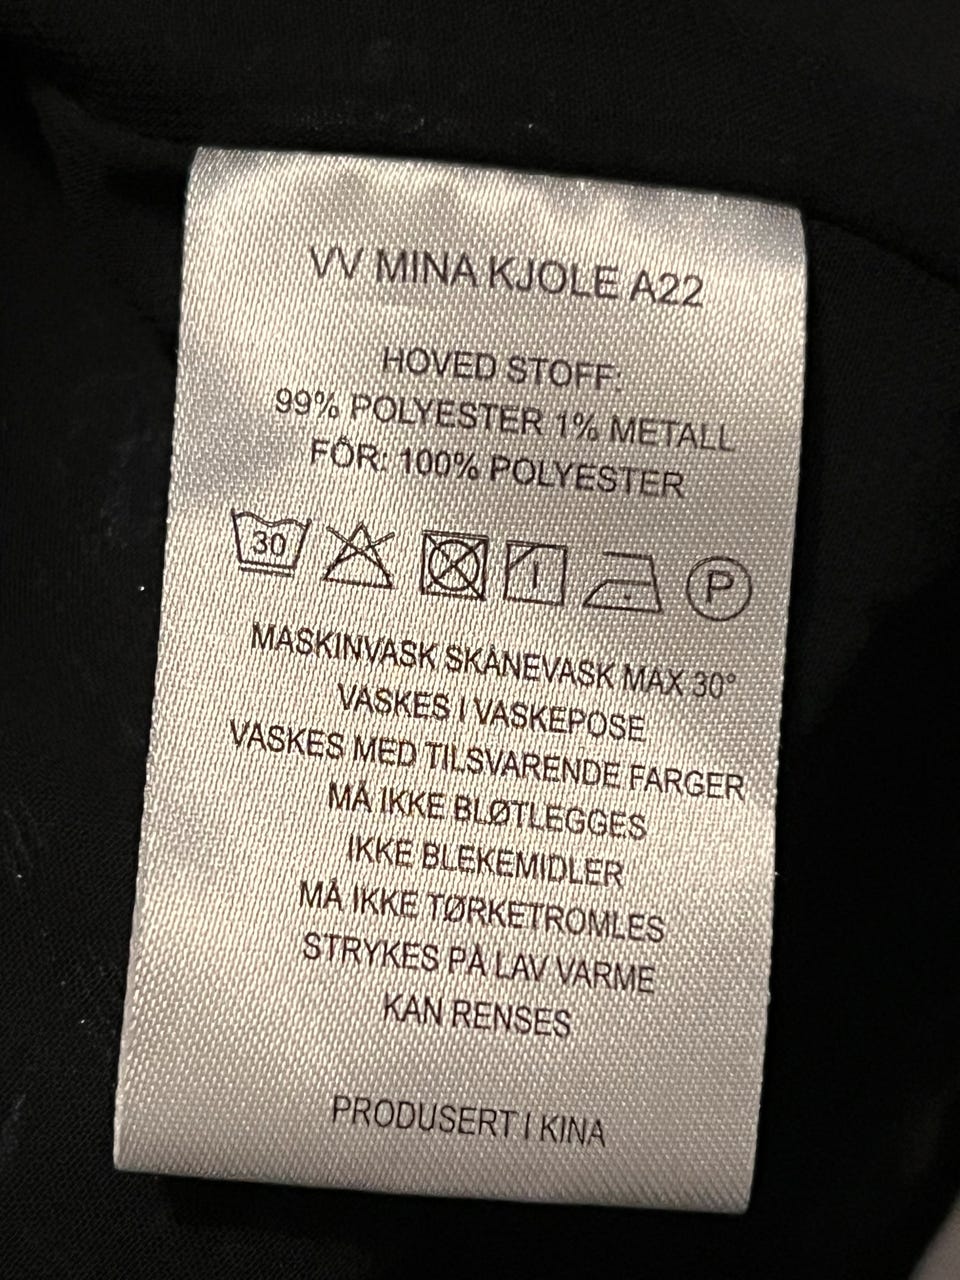 VV MINA KJOLE A22
HOVED STOFF:
99% POLYESTER 1% METALL
FÔR: 100% POLYESTER
30 P
MASKINVASK SKÅNEVASK MAX 30°
VASKES I VASKEPOSE
VASKES MED TILSVARENDE FARGER
MÅ IKKE BLØTLEGGES
IKKE BLEKEMIDLER
MÅ IKKE TØRKETROMLES
STRYKES PÅ LAV VARME
KAN RENSES
PRODUSERT I KINA